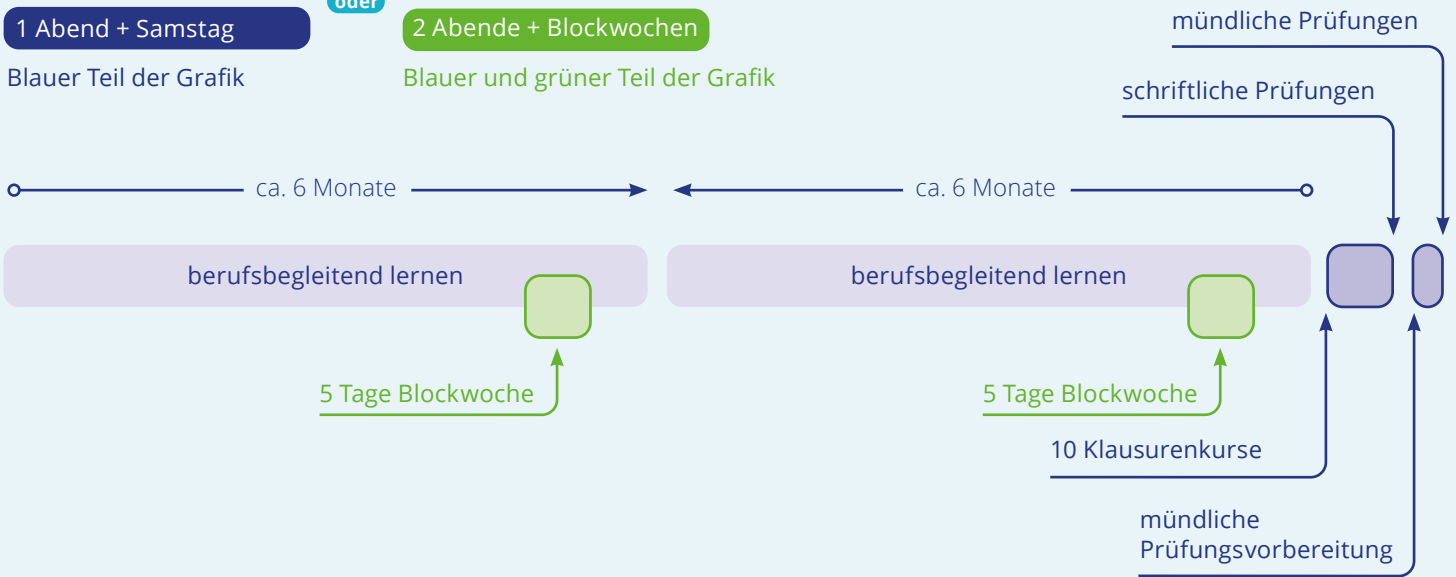 oder
1 Abend + Samstag
2 Abende + Blockwochen
Blauer Teil der Grafik
Blauer und grüner Teil der Grafik
mündliche Prüfungen
schriftliche Prüfungen
ca. 6 Monate
ca. 6 Monate
berufsbegleitend lernen
berufsbegleitend lernen
5 Tage Blockwoche
5 Tage Blockwoche
10 Klausurenkurse
mündliche
Prüfungsvorbereitung